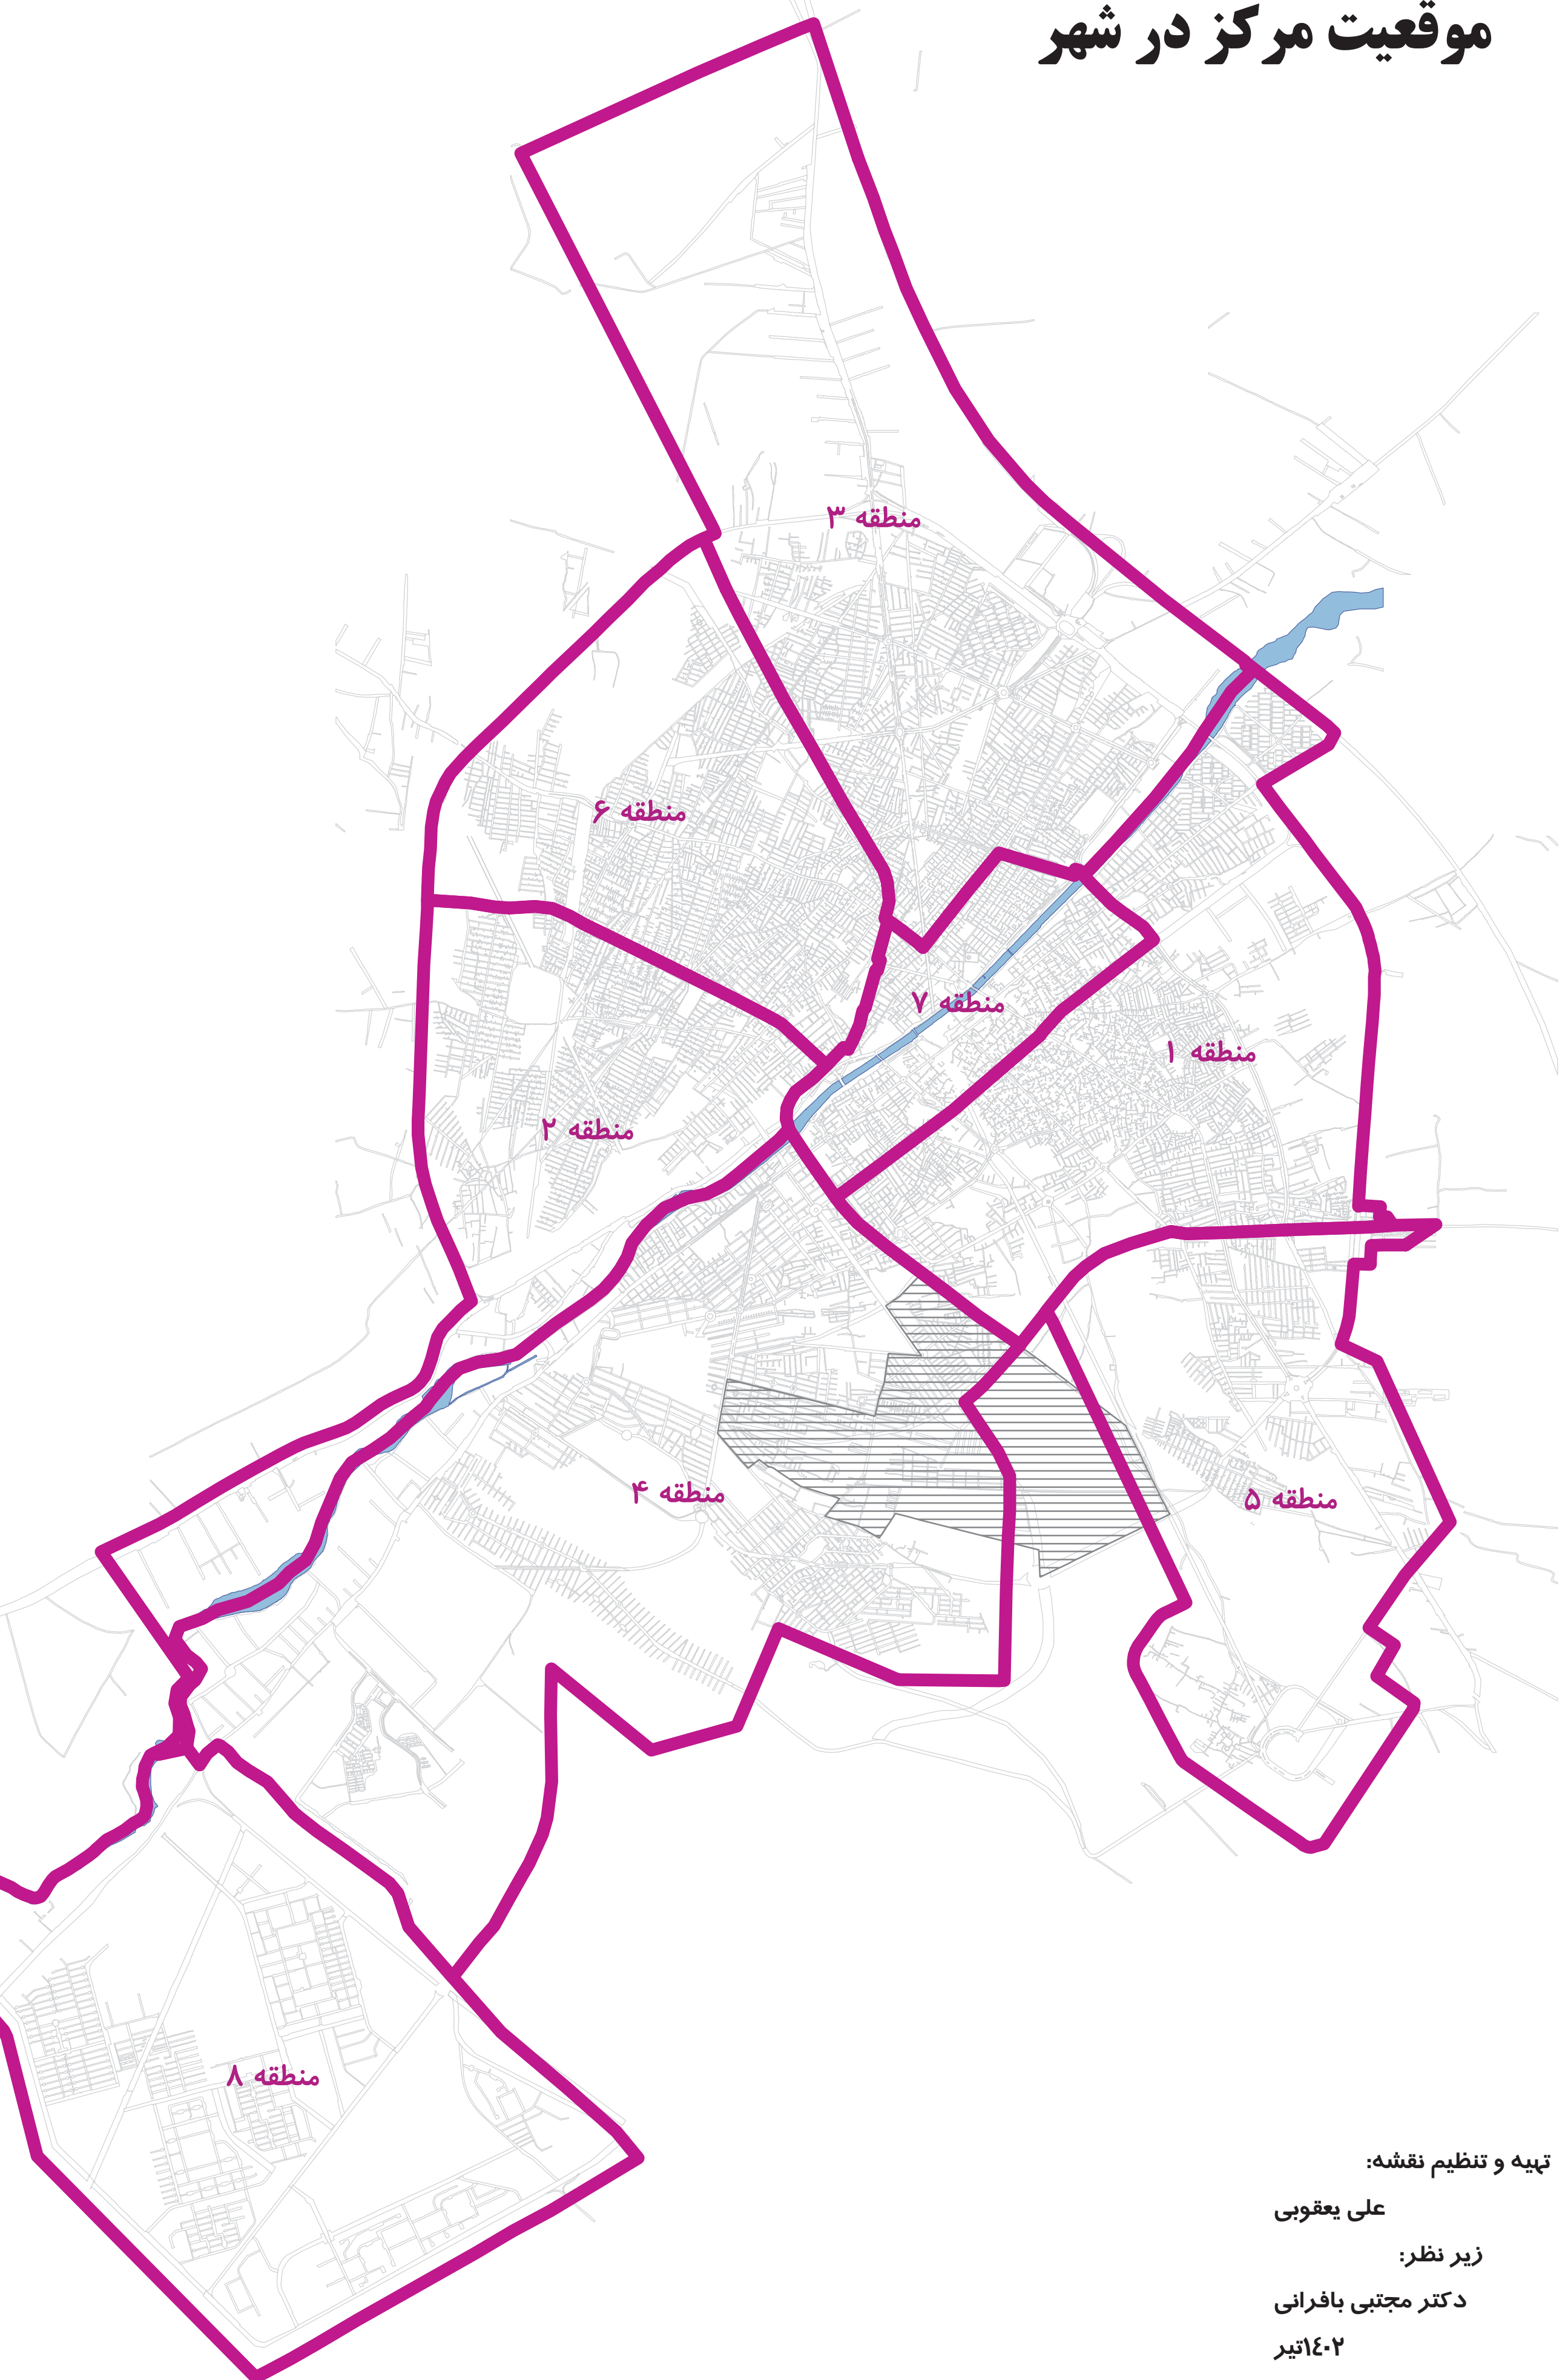 موقعیت مرکز در شهر
منطقه ۳
منطقه ۶
منطقه ۷
منطقه ۱
منطقه ۲
منطقه ۴
منطقه ۵
منطقه ۸
تهیه و تنظیم نقشه:
علی یعقوبی
زیر نظر:
دکتر مجتبی بافرانی
تیر۱٤۰۲